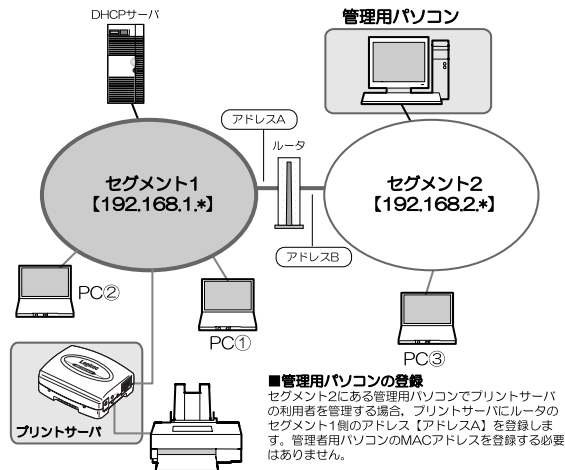 DHCPサーバ
管理用パソコン
アドレスA
ルータ
セグメント1
【192.168.1.*】
セグメント2
【192.168.2.*】
アドレスB
PC②
PC①
PC③
プリントサーバ
■管理用パソコンの登録
セグメント2にある管理用パソコンでプリントサーバ
の利用者を管理する場合、プリントサーバにルータの
セグメント1側のアドレス【アドレスA】を登録しま
す。管理者用パソコンのMACアドレスを登録する必要
はありません。